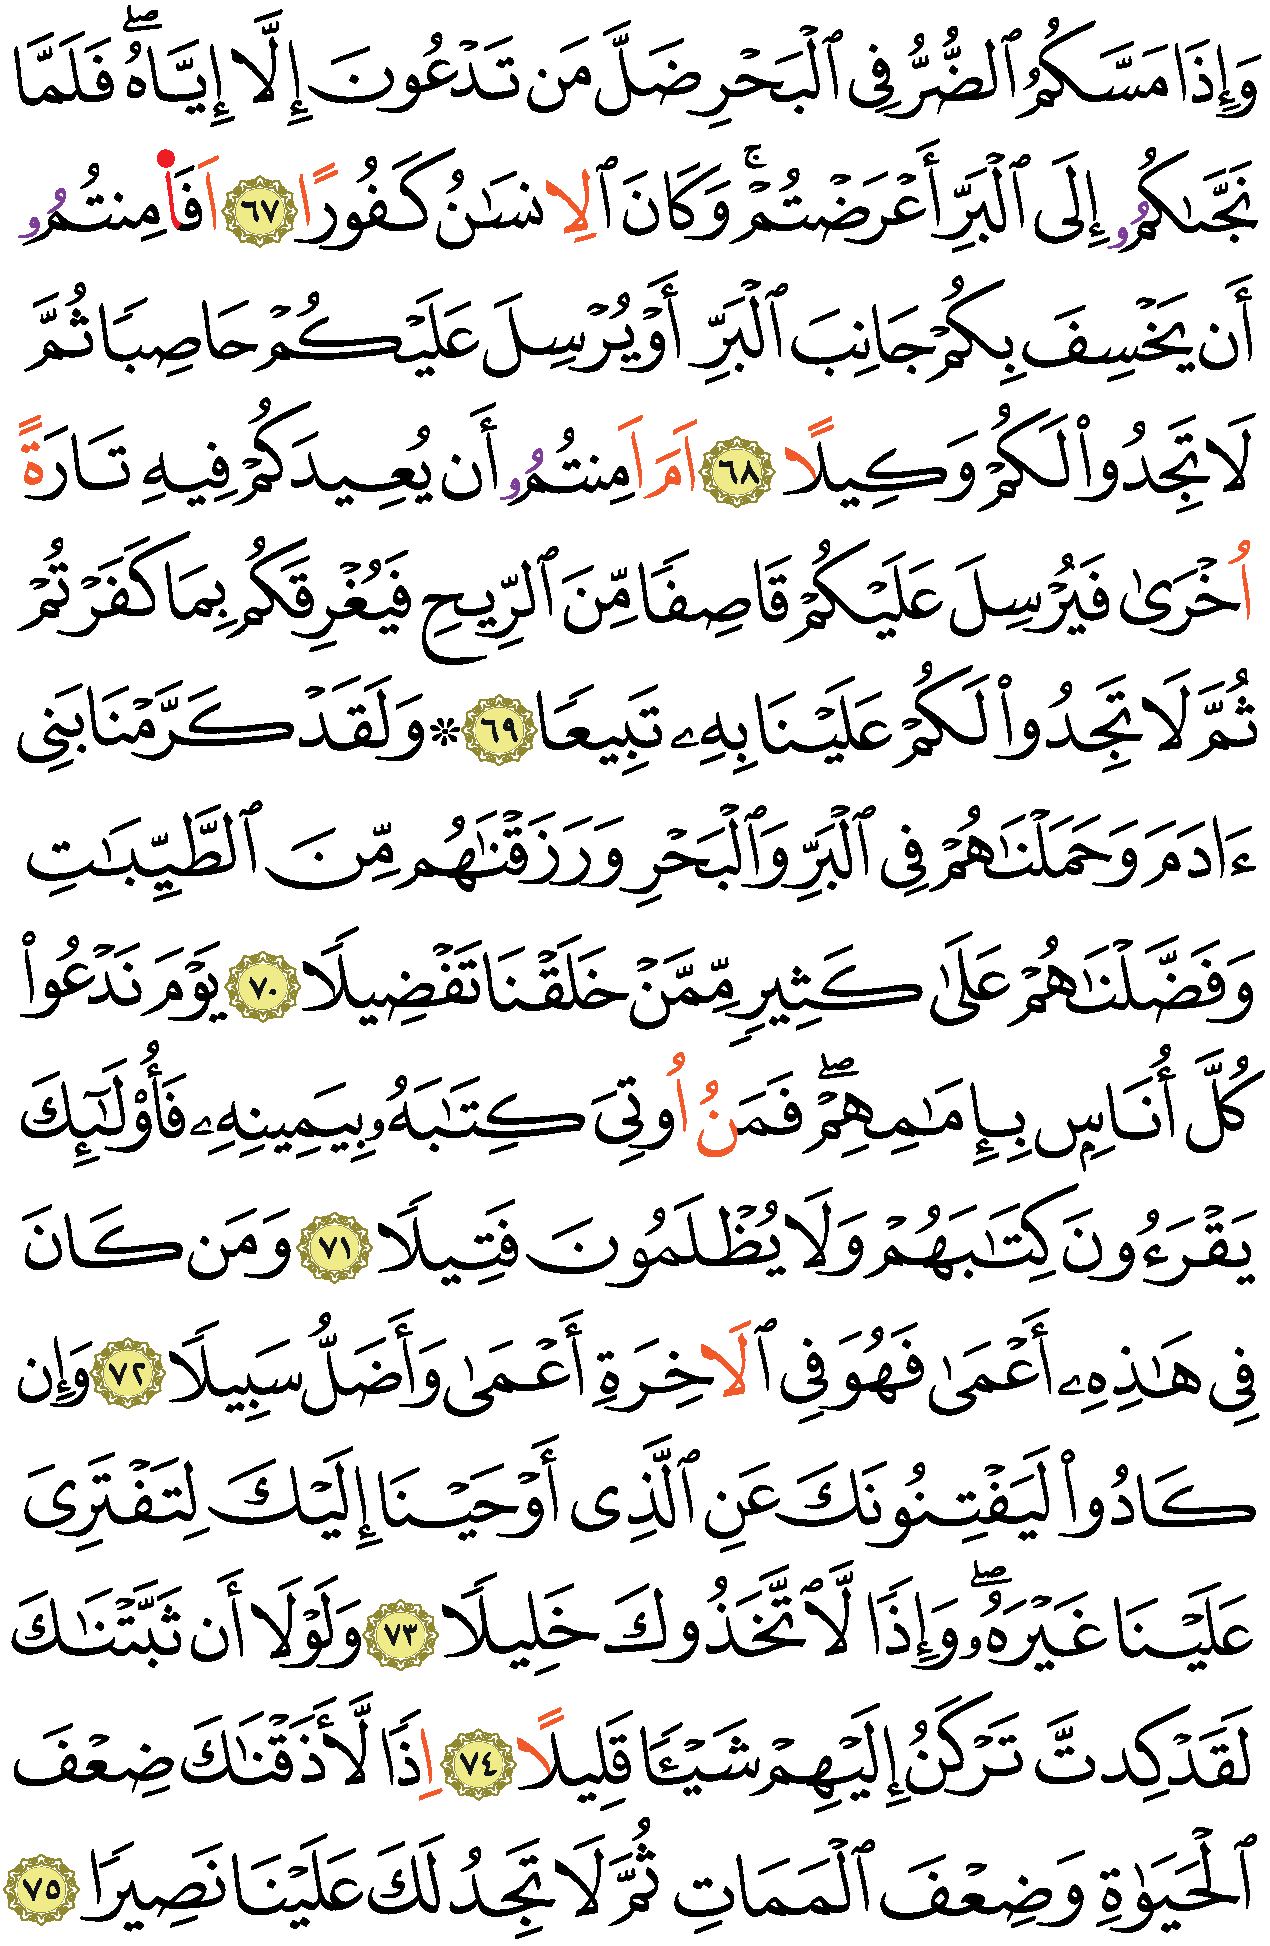 وَإِذَا مَسَّكُمُ ٱلضُّرُّ فِى ٱلْبَحْرِ ضَلَّ مَن تَدْعُونَ إِلَّا إِيَّاهُ ۖ فَلَمَّا
نَجَّىٰكُمُۥ إِلَى ٱلْبَرِّ أَعْرَضْتُمْ ۚ وَكَانَ ٱلِانسَٰنُ كَفُورًا ٦٧ اَفَأَمِنتُمُۥ
أَن يَخْسِفَ بِكُمْ جَانِبَ ٱلْبَرِّ أَوْ يُرْسِلَ عَلَيْكُمْ حَاصِبًا ثُمَّ
لَا تَجِدُوا۟ لَكُمْ وَكِيلًا ٦٨ اَمَ اَمِنتُمُۥ أَن يُعِيدَكُمْ فِيهِ تَارَةً
اُخْرَىٰ فَيُرْسِلَ عَلَيْكُمْ قَاصِفًا مِّنَ ٱلرِّيحِ فَيُغْرِقَكُم بِمَا كَفَرْتُمْ
ثُمَّ لَا تَجِدُوا۟ لَكُمْ عَلَيْنَا بِهِۦ تَبِيعًا ٦٩ ۞ وَلَقَدْ كَرَّمْنَا بَنِى
ءَادَمَ وَحَمَلْنَٰهُمْ فِى ٱلْبَرِّ وَٱلْبَحْرِ وَرَزَقْنَٰهُم مِّنَ ٱلطَّيِّبَٰتِ
وَفَضَّلْنَٰهُمْ عَلَىٰ كَثِيرٍ مِّمَّنْ خَلَقْنَا تَفْضِيلًا ٧٠ يَوْمَ نَدْعُوا۟
كُلَّ أُنَاسٍۭ بِإِمَٰمِهِمْ ۖ فَمَنُ اُوتِىَ كِتَٰبَهُۥ بِيَمِينِهِۦ فَأُو۟لَٰٓئِكَ
يَقْرَءُونَ كِتَٰبَهُمْ وَلَا يُظْلَمُونَ فَتِيلًا ٧١ وَمَن كَانَ
فِى هَٰذِهِۦ أَعْمَىٰ فَهُوَ فِى ٱلَاخِرَةِ أَعْمَىٰ وَأَضَلُّ سَبِيلًا ٧٢ وَإِن
كَادُوا۟ لَيَفْتِنُونَكَ عَنِ ٱلَّذِى أَوْحَيْنَا إِلَيْكَ لِتَفْتَرِىَ
عَلَيْنَا غَيْرَهُۥ ۖ وَإِذًا لَّٱتَّخَذُوكَ خَلِيلًا ٧٣ وَلَوْلَا أَن ثَبَّتْنَٰكَ
لَقَدْ كِدتَّ تَرْكَنُ إِلَيْهِمْ شَيْـًٔا قَلِيلًا ٧٤ اِذًا لَّأَذَقْنَٰكَ ضِعْفَ
ٱلْحَيَوٰةِ وَضِعْفَ ٱلْمَمَاتِ ثُمَّ لَا تَجِدُ لَكَ عَلَيْنَا نَصِيرًا ٧٥